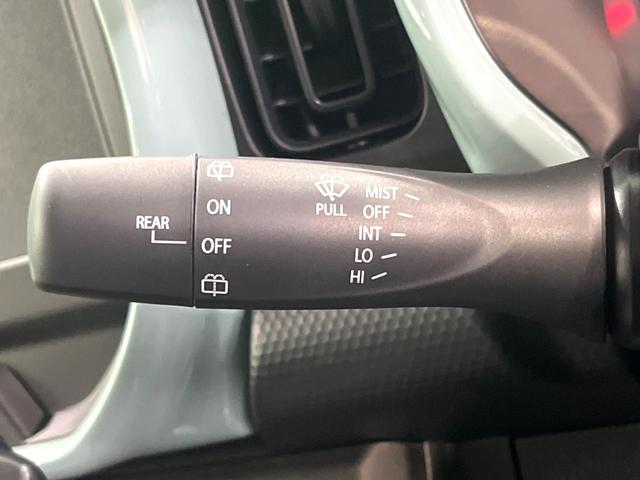 REAR
ON
OFF
PULL
MIST
OFF
INT
LO
HI